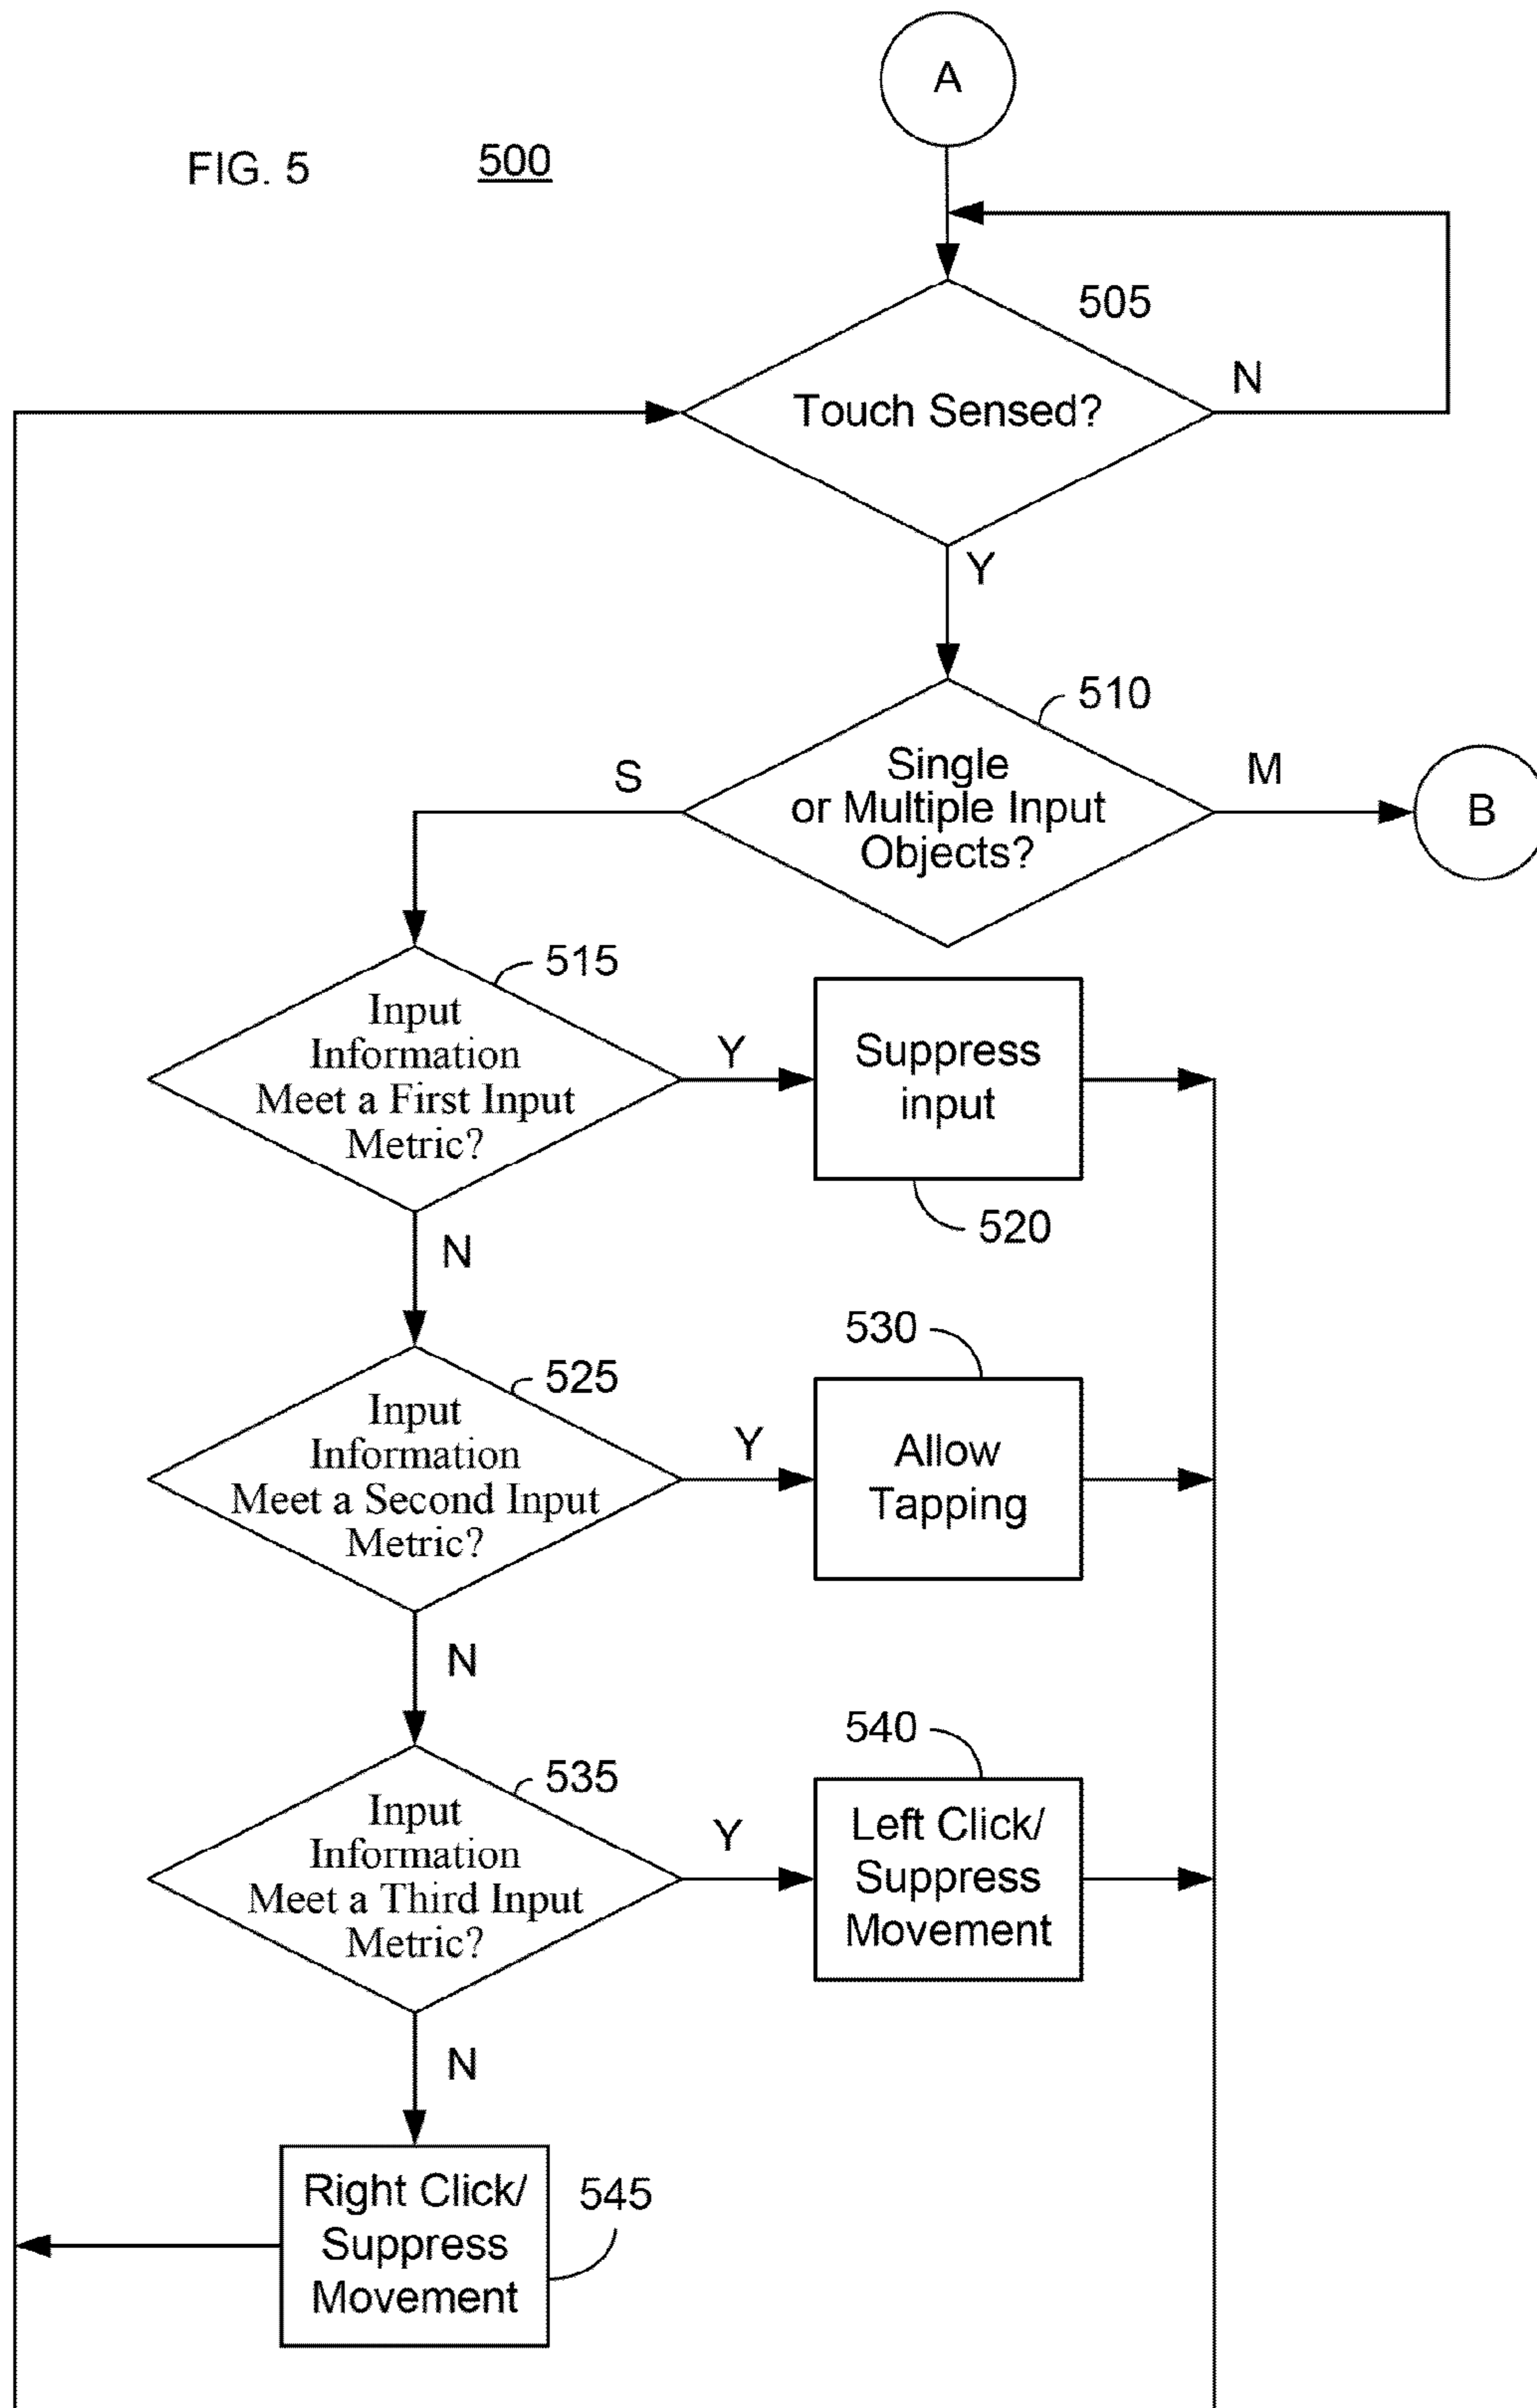 A
FIG. 5
500
505
Touch Sensed?
N
Y
510
Single
or Multiple Input
Objects?
S
M
B
515
Input
Information
Meet a First Input
Metric?
Y
Suppress
input
520
N
525
Input
Information
Meet a Second Input
Metric?
Y
530
Allow
Tapping
N
535
Input
Information
Meet a Third Input
Metric?
Y
540
Left Click/
Suppress
Movement
N
Right Click/
Suppress
Movement
545